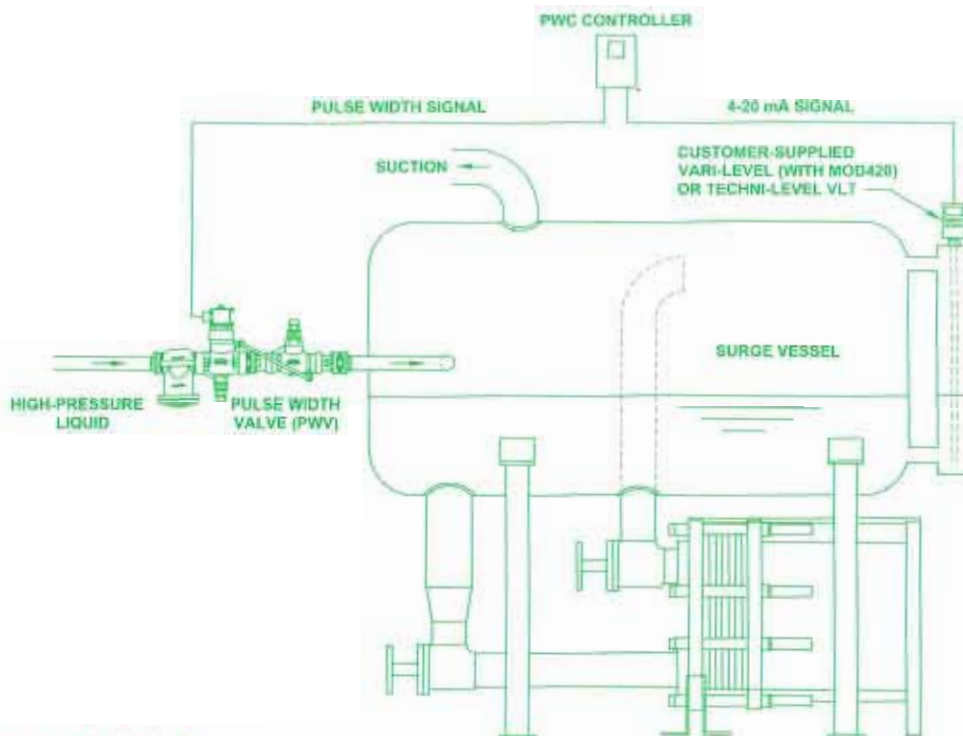 PWC CONTROLLER
PULSE WIDTH SIGNAL
4-20 mA SIGNAL
SUCTION
CUSTOMER-SUPPLIED
VARI-LEVEL (WITH MOD420)
OR TECHNI-LEVEL VLT
SURGE VESSEL
HIGH-PRESSURE
LIQUID
PULSE WIDTH
VALVE (PWV)